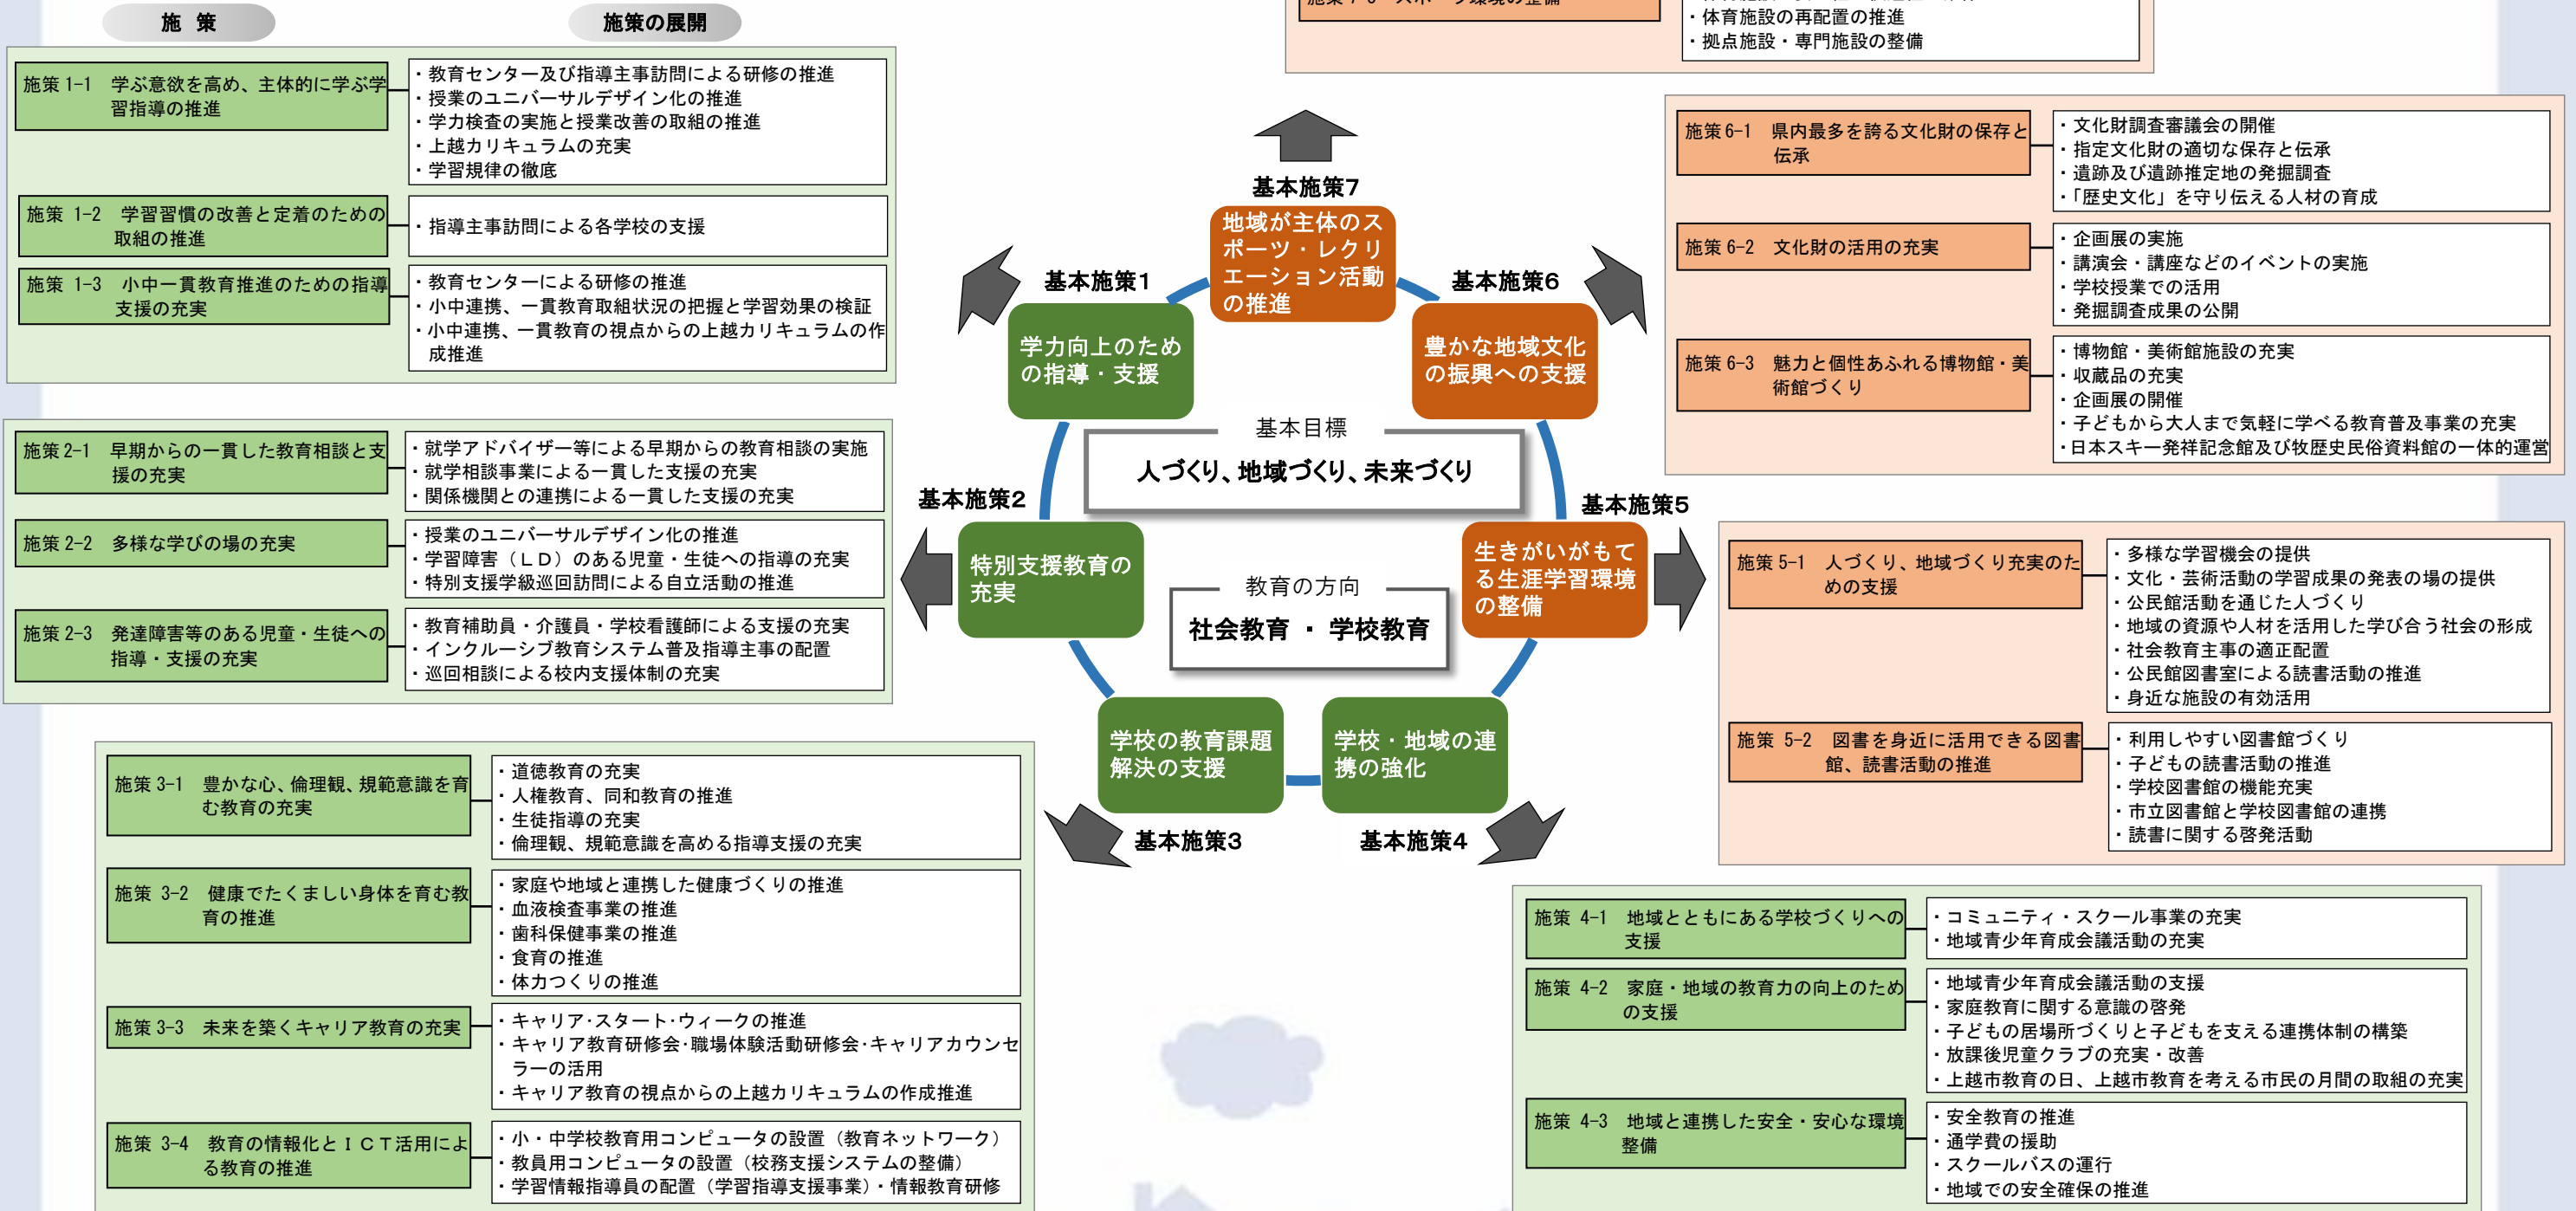 施 策
施策の展開
施策 1-1 学ぶ意欲を高め、主体的に学ぶ学
習指導の推進
・教育センター及び指導主事訪問による研修の推進
・授業のユニバーサルデザイン化の推進
・学力検査の実施と授業改善の取組の推進
・上越カリキュラムの充実
・学習規律の徹底
施策 1-2 学習習慣の改善と定着のための
取組の推進
・指導主事訪問による各学校の支援
施策 1-3 小中一貫教育推進のための指導
支援の充実
・教育センターによる研修の推進
・小中連携、一貫教育取組状況の把握と学習効果の検証
・小中連携、一貫教育の視点からの上越カリキュラムの作
成推進
施策 2-1 早期からの一貫した教育相談と支
援の充実
・就学アドバイザー等による早期からの教育相談の実施
・就学相談事業による一貫した支援の充実
・関係機関との連携による一貫した支援の充実
施策 2-2 多様な学びの場の充実
・授業のユニバーサルデザイン化の推進
・学習障害（ＬＤ）のある児童・生徒への指導の充実
・特別支援学級巡回訪問による自立活動の推進
施策 2-3 発達障害等のある児童・生徒への
指導・支援の充実
・教育補助員・介護員・学校看護師による支援の充実
・インクルーシブ教育システム普及指導主事の配置
・巡回相談による校内支援体制の充実
施策 3-1 豊かな心、倫理観、規範意識を育
む教育の充実
・道徳教育の充実
・人権教育、同和教育の推進
・生徒指導の充実
・倫理観、規範意識を高める指導支援の充実
施策 3-2 健康でたくましい身体を育む教
育の推進
・家庭や地域と連携した健康づくりの推進
・血液検査事業の推進
・歯科保健事業の推進
・食育の推進
・体力つくりの推進
施策 3-3 未来を築くキャリア教育の充実
・キャリア・スタート・ウィークの推進
・キャリア教育研修会・職場体験活動研修会・キャリアカウンセ
ラーの活用
・キャリア教育の視点からの上越カリキュラムの作成推進
施策 3-4 教育の情報化とＩＣＴ活用によ
る教育の推進
・小・中学校教育用コンピュータの設置（教育ネットワーク）
・教員用コンピュータの設置（校務支援システムの整備）
・学習情報指導員の配置（学習指導支援事業）・情報教育研修
基本施策7
地域が主体のス
ポーツ・レクリ
エーション活動
の推進
基本施策1
学力向上のため
の指導・支援
基本施策6
豊かな地域文化
の振興への支援
基本目標
人づくり、地域づくり、未来づくり
基本施策2
特別支援教育の
充実
基本施策5
生きがいがもて
る生涯学習環境
の整備
教育の方向
社会教育 ・ 学校教育
学校の教育課題
解決の支援
基本施策3
学校・地域の連
携の強化
基本施策4
・体育施設の再配置の推進
・拠点施設・専門施設の整備
施策 6-1 県内最多を誇る文化財の保存と
伝承
・文化財調査審議会の開催
・指定文化財の適切な保存と伝承
・遺跡及び遺跡推定地の発掘調査
・「歴史文化」を守り伝える人材の育成
施策 6-2 文化財の活用の充実
・企画展の実施
・講演会・講座などのイベントの実施
・学校授業での活用
・発掘調査成果の公開
施策 6-3 魅力と個性あふれる博物館・美
術館づくり
・博物館・美術館施設の充実
・収蔵品の充実
・企画展の開催
・子どもから大人まで気軽に学べる教育普及事業の充実
・日本スキー発祥記念館及び牧歴史民俗資料館の一体的運営
施策 5-1 人づくり、地域づくり充実のた
めの支援
・多様な学習機会の提供
・文化・芸術活動の学習成果の発表の場の提供
・公民館活動を通じた人づくり
・地域の資源や人材を活用した学び合う社会の形成
・社会教育主事の適正配置
・公民館図書室による読書活動の推進
・身近な施設の有効活用
施策 5-2 図書を身近に活用できる図書
館、読書活動の推進
・利用しやすい図書館づくり
・子どもの読書活動の推進
・学校図書館の機能充実
・市立図書館と学校図書館の連携
・読書に関する啓発活動
施策 4-1 地域とともにある学校づくりへの
支援
・コミュニティ・スクール事業の充実
・地域青少年育成会議活動の充実
施策 4-2 家庭・地域の教育力の向上のため
の支援
・地域青少年育成会議活動の支援
・家庭教育に関する意識の啓発
・子どもの居場所づくりと子どもを支える連携体制の構築
・放課後児童クラブの充実・改善
・上越市教育の日、上越市教育を考える市民の月間の取組の充実
施策 4-3 地域と連携した安全・安心な環境
整備
・安全教育の推進
・通学費の援助
・スクールバスの運行
・地域での安全確保の推進